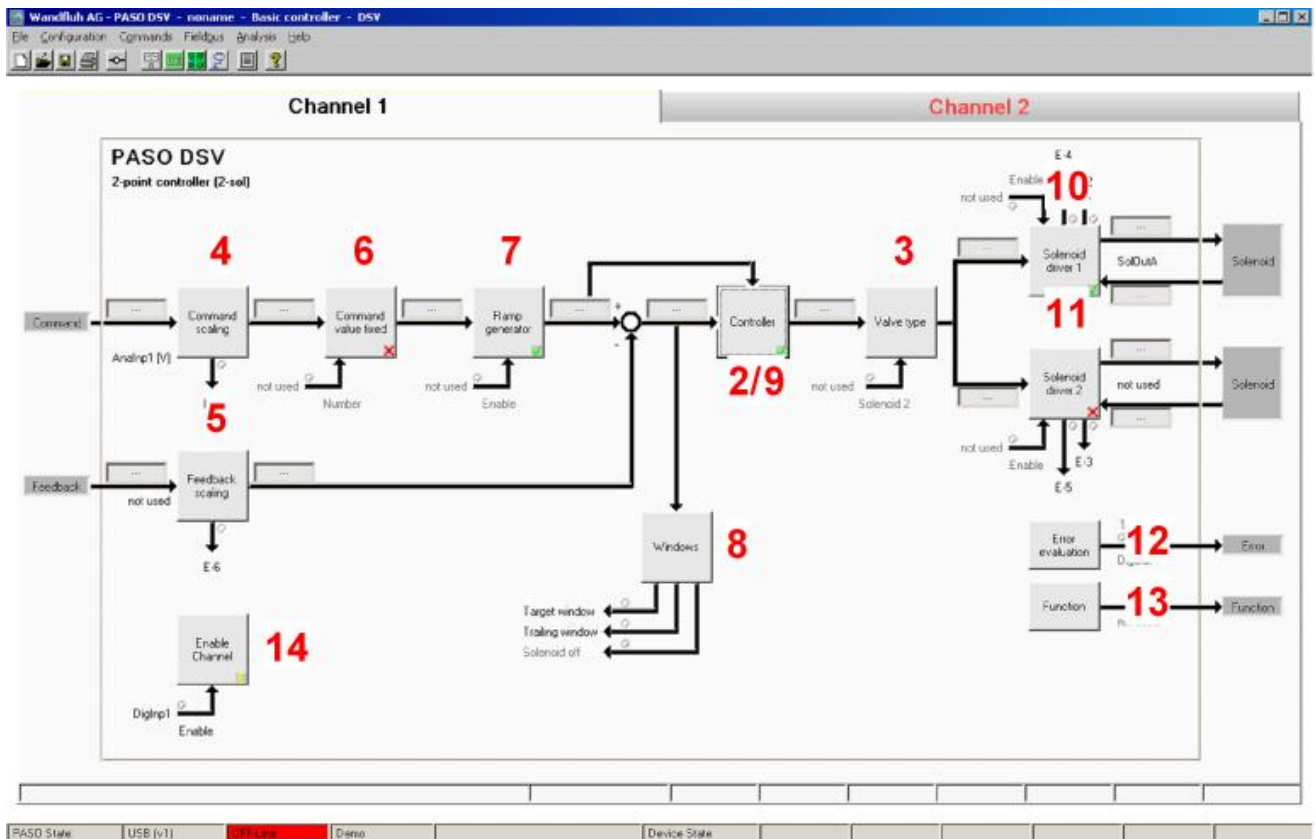 Wandfluh AG - PASO DSV - noname - Basic controller - DSV
File Configuration Commands Fieldbus Analysis Help
Channel 1
Channel 2
PASO DSV
2-point controller (2-sol)
E-4
Enable
10
not used
4
6
7
3
...
...
...
...
...
...
...
...
Command
Command scaling
Command value fixed
Ramp generator
+
-
Controller
Valve type
Solenoid driver 1
SolOutA
Solenoid
...
AnaInp1 (V)
not used
Number
not used
Enable
2/9
not used
Solenoid 2
11
...
Solenoid driver 2
not used
Solenoid
...
...
5
...
...
Feedback
not used
Feedback scaling
E-6
not used
Enable
E-3
E-5
Windows
8
Error evaluation
12
Error
Target window
Trailing window
Solenoid off
Function
13
Function
Enable Channel
14
DigInp1
Enable
PASO State:
USB (v1)
OFF-Line
Demo
Device State